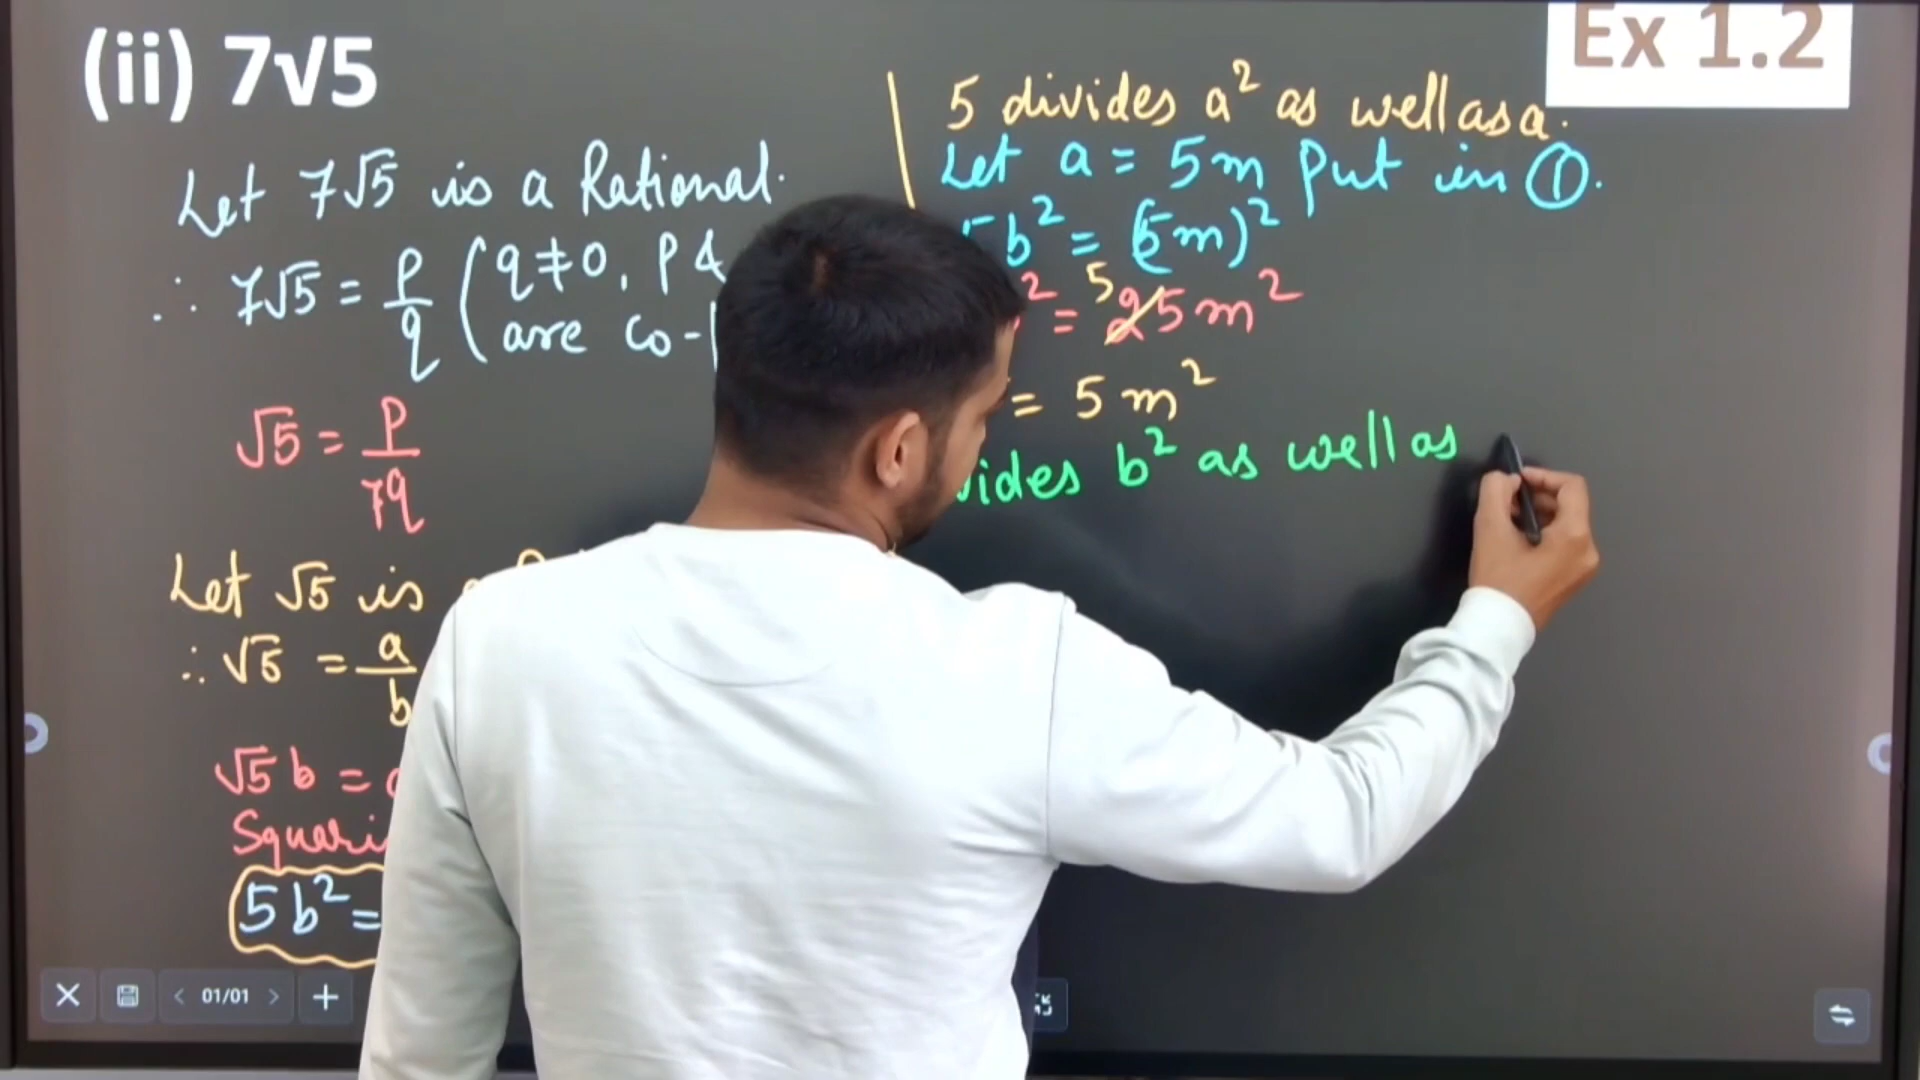 (ii) 7√5
Ex 1.2
Let 7√5 is a Rational.
∴ 7√5 = p/q (q≠0, P &
are co-
√5 = P/7q
Let √5 is
∴ √5 = a/b
√5 b =
5b² =
5 divides a² as well as a.
Let a = 5m Put in ①.
b² = (5m)²
² = 25m² 5
= 5m²
b² as well as
01/01